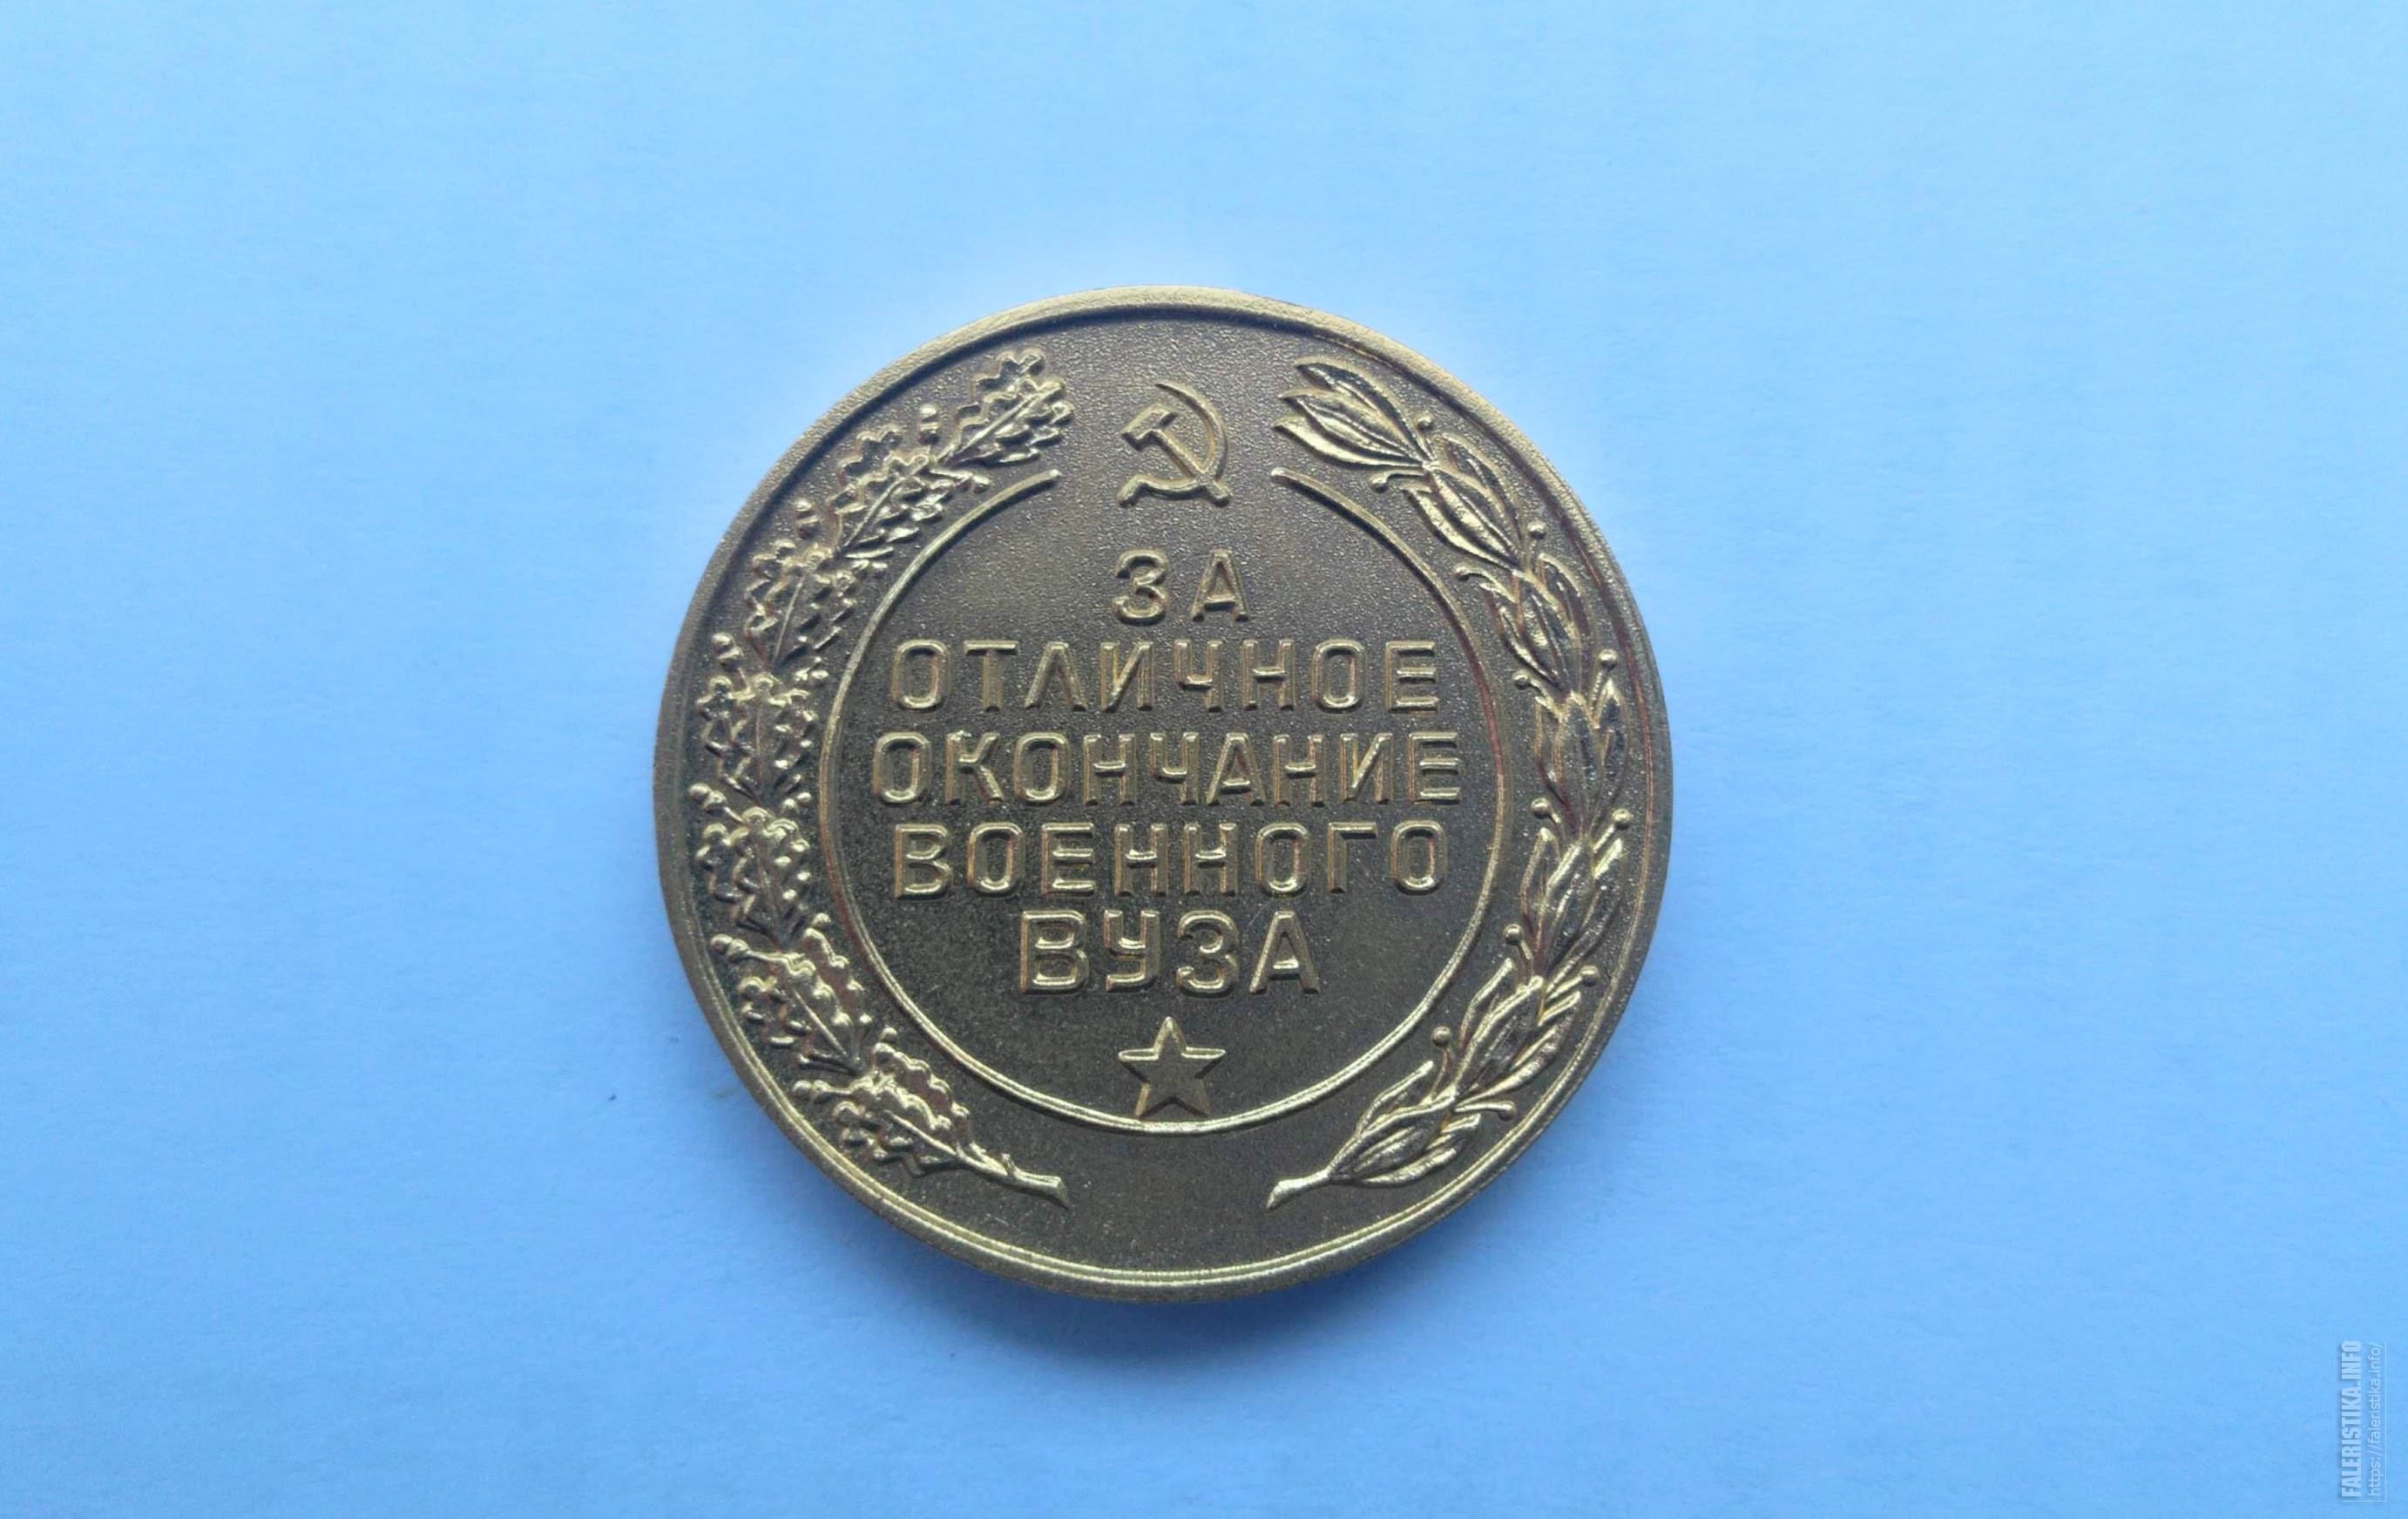 ЗА
ОТЛИЧНОЕ
ОКОНЧАНИЕ
ВОЕННОГО
ВУЗА
FALERISTIKA.INFO
https://faleristika.info/